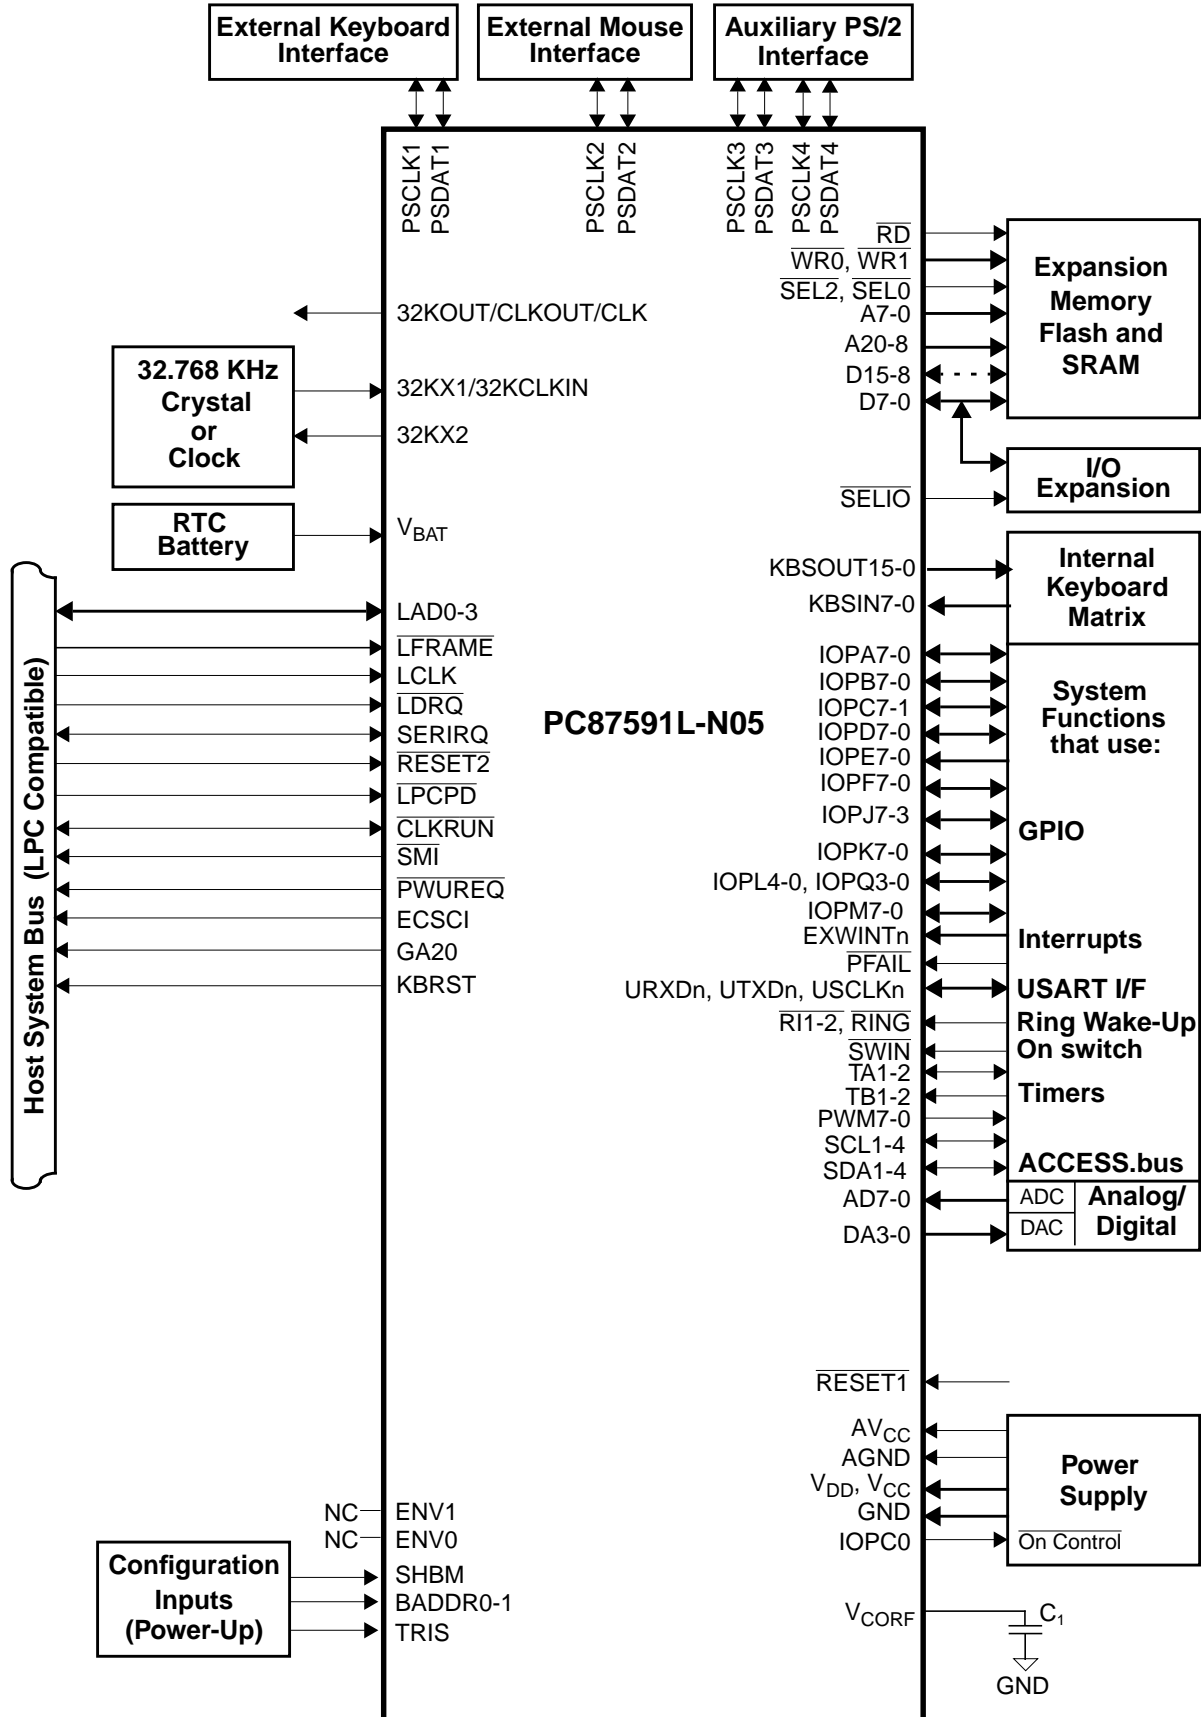 External Keyboard
Interface
External Mouse
Interface
Auxiliary PS/2
Interface
PSCLK1
PSDAT1
PSCLK2
PSDAT2
PSCLK3
PSDAT3
PSCLK4
PSDAT4
32KOUT/CLKOUT/CLK
32.768 KHz
Crystal
or
Clock
32KX1/32KCLKIN
32KX2
RTC
Battery
VBAT
Host System Bus (LPC Compatible)
LAD0-3
LFRAME
LCLK
LDRQ
SERIRQ
RESET2
LPCPD
CLKRUN
SMI
PWUREQ
ECSCI
GA20
KBRST
PC87591L-N05
NC
ENV1
NC
ENV0
Configuration
Inputs
(Power-Up)
SHBM
BADDR0-1
TRIS
RD
WR0, WR1
SEL2, SEL0
A7-0
A20-8
D15-8
D7-0
Expansion
Memory
Flash and
SRAM
SELIO
I/O
Expansion
KBSOUT15-0
KBSIN7-0
Internal
Keyboard
Matrix
IOPA7-0
IOPB7-0
IOPC7-1
IOPD7-0
IOPE7-0
IOPF7-0
IOPJ7-3
IOPK7-0
IOPL4-0, IOPQ3-0
IOPM7-0
EXWINTn
PFAIL
URXDn, UTXDn, USCLKn
RI1-2, RING
SWIN
TA1-2
TB1-2
PWM7-0
SCL1-4
SDA1-4
AD7-0
DA3-0
System
Functions
that use:
GPIO
Interrupts
USART I/F
Ring Wake-Up
On switch
Timers
ACCESS.bus
ADC
DAC
Analog/
Digital
RESET1
AVCC
AGND
VDD, VCC
GND
IOPC0
Power
Supply
On Control
VCORF
C1
GND